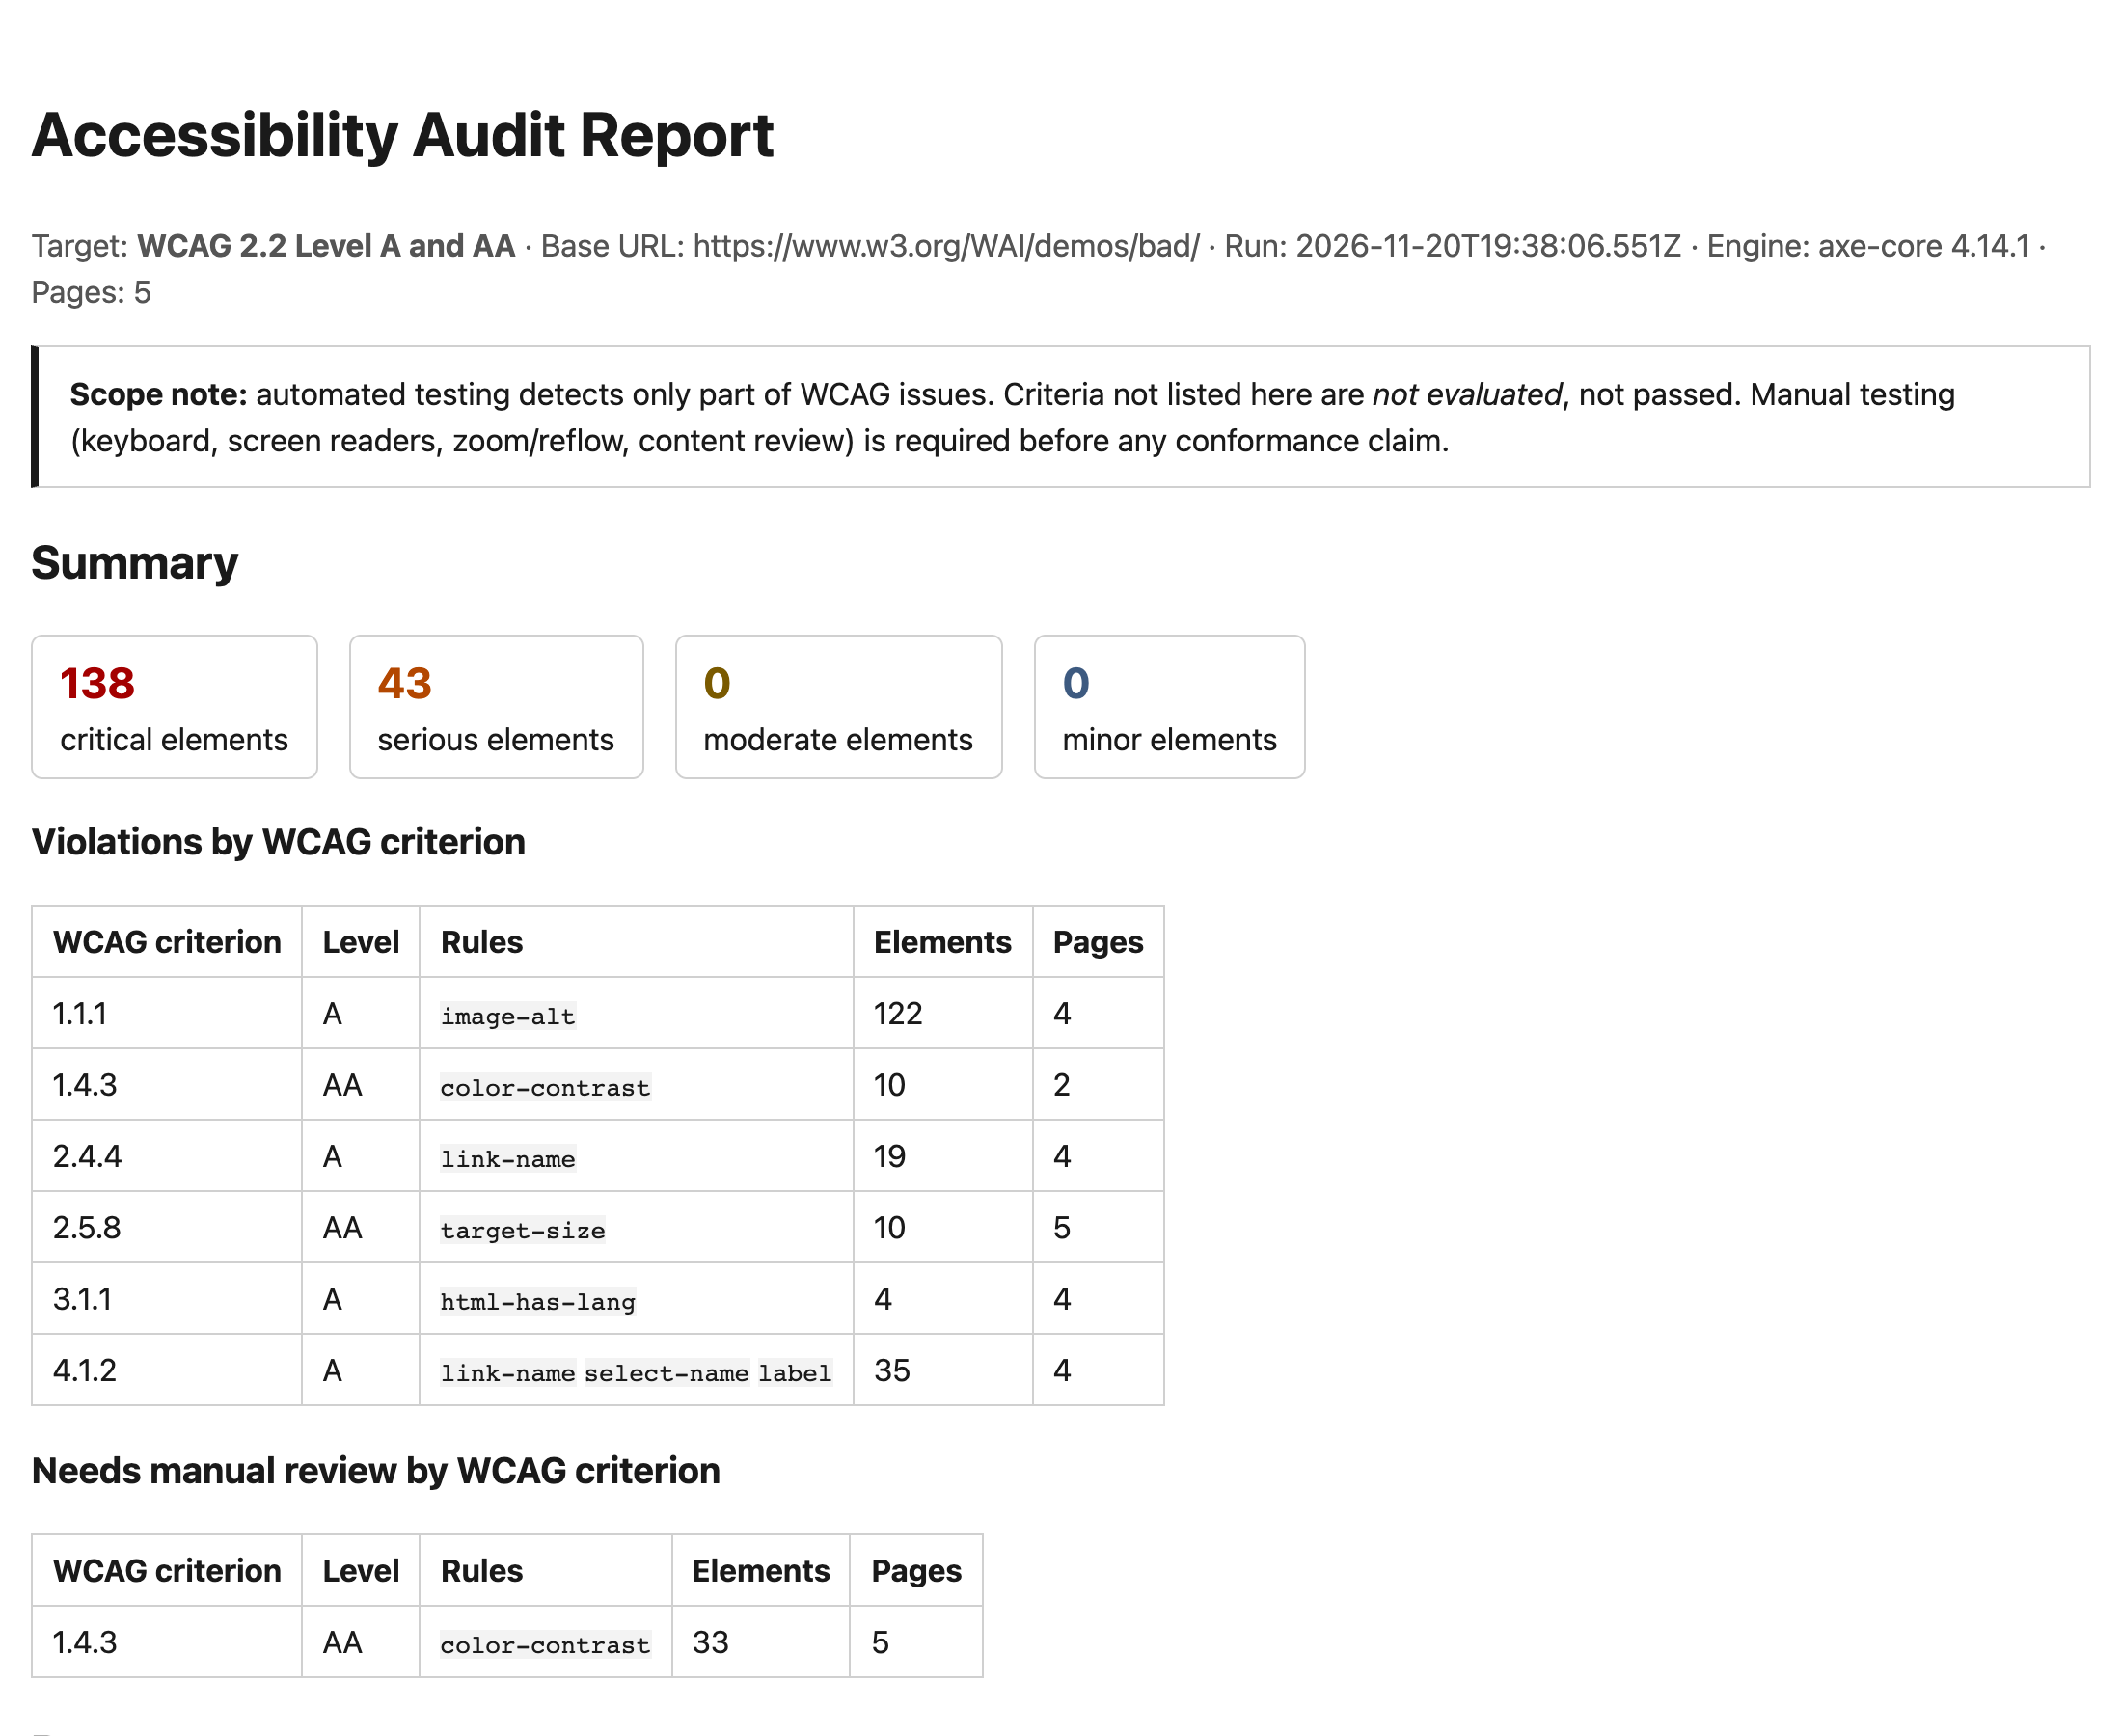 Accessibility Audit Report
Target: WCAG 2.2 Level A and AA · Base URL: https://www.w3.org/WAI/demos/bad/ · Run: 2026-11-20T19:38:06.551Z · Engine: axe-core 4.14.1 ·
Pages: 5
Scope note: automated testing detects only part of WCAG issues. Criteria not listed here are not evaluated, not passed. Manual testing
(keyboard, screen readers, zoom/reflow, content review) is required before any conformance claim.
Summary
138 43 0 0
critical elements serious elements moderate elements minor elements
Violations by WCAG criterion
WCAG criterion Level Rules Elements Pages
1.1.1 A image-alt 122 4
1.4.3 AA color-contrast 10 2
2.4.4 A link-name 19 4
2.5.8 AA target-size 10 5
3.1.1 A html-has-lang 4 4
4.1.2 A link-name select-name label 35 4
Needs manual review by WCAG criterion
WCAG criterion Level Rules Elements Pages
1.4.3 AA color-contrast 33 5